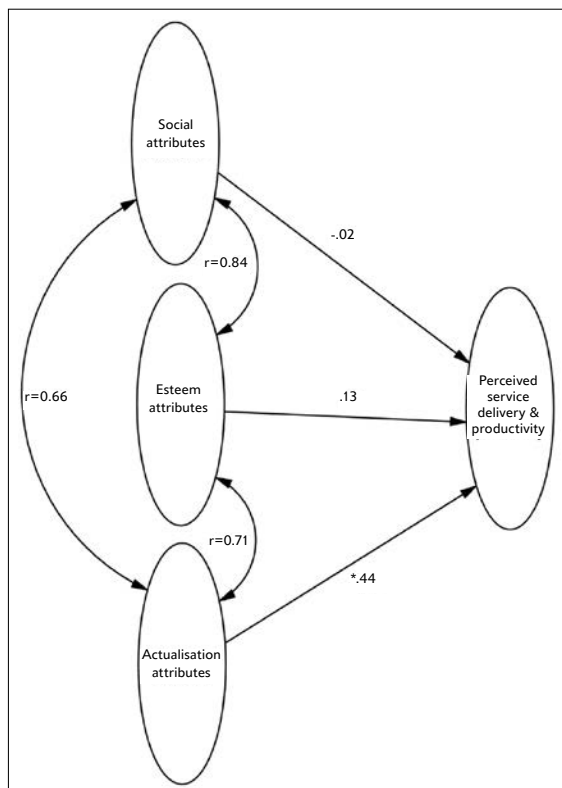 Social
attributes
-.02
r=0.84
Esteem
attributes
r=0.66
.13
Perceived
service
delivery &
productivity
r=0.71
*.44
Actualisation
attributes